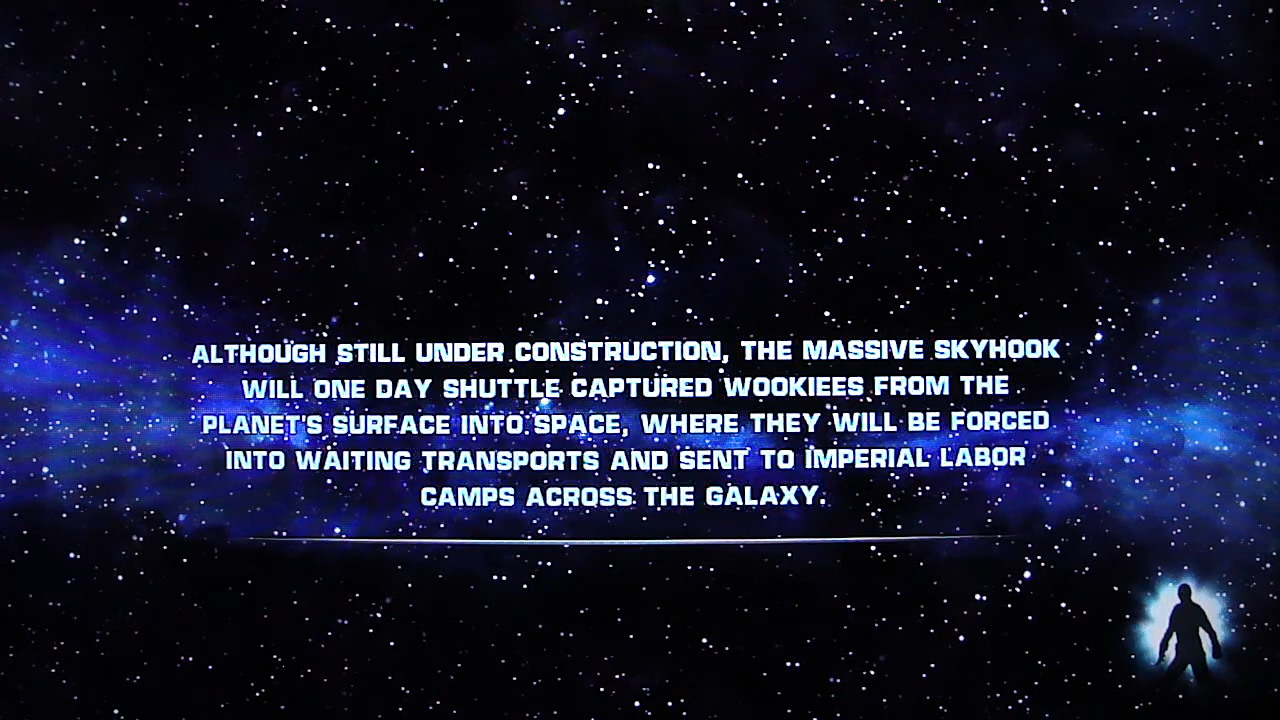 ALTHOUGH STILL UNDER CONSTRUCTION, THE MASSIVE SKYHOOK
WILL ONE DAY SHUTTLE CAPTURED WOOKIEES FROM THE
PLANET'S SURFACE INTO SPACE, WHERE THEY WILL BE FORCED
INTO WAITING TRANSPORTS AND SENT TO IMPERIAL LABOR
CAMPS ACROSS THE GALAXY.